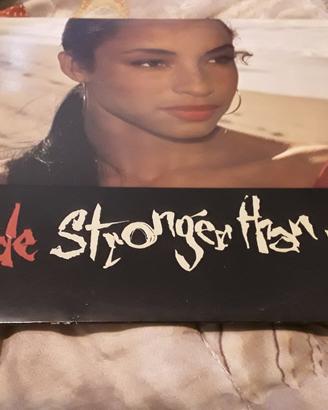 de Stronger than